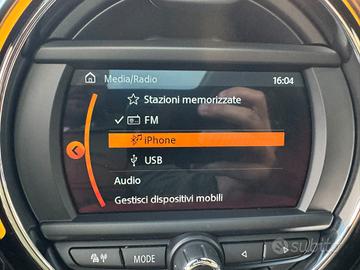 Media/Radio
16:04
Stazioni memorizzate
FM
iPhone
USB
Audio
Gestisci dispositivi mobili
MODE
subito